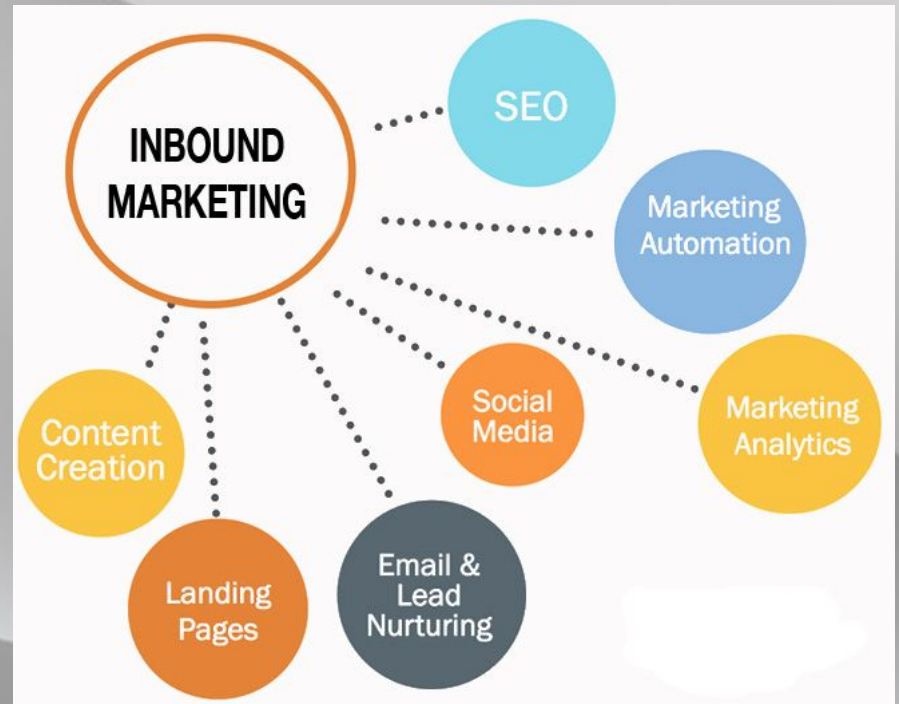 INBOUND
MARKETING
SEO
Marketing
Automation
Marketing
Analytics
Social
Media
Email &
Lead
Nurturing
Landing
Pages
Content
Creation